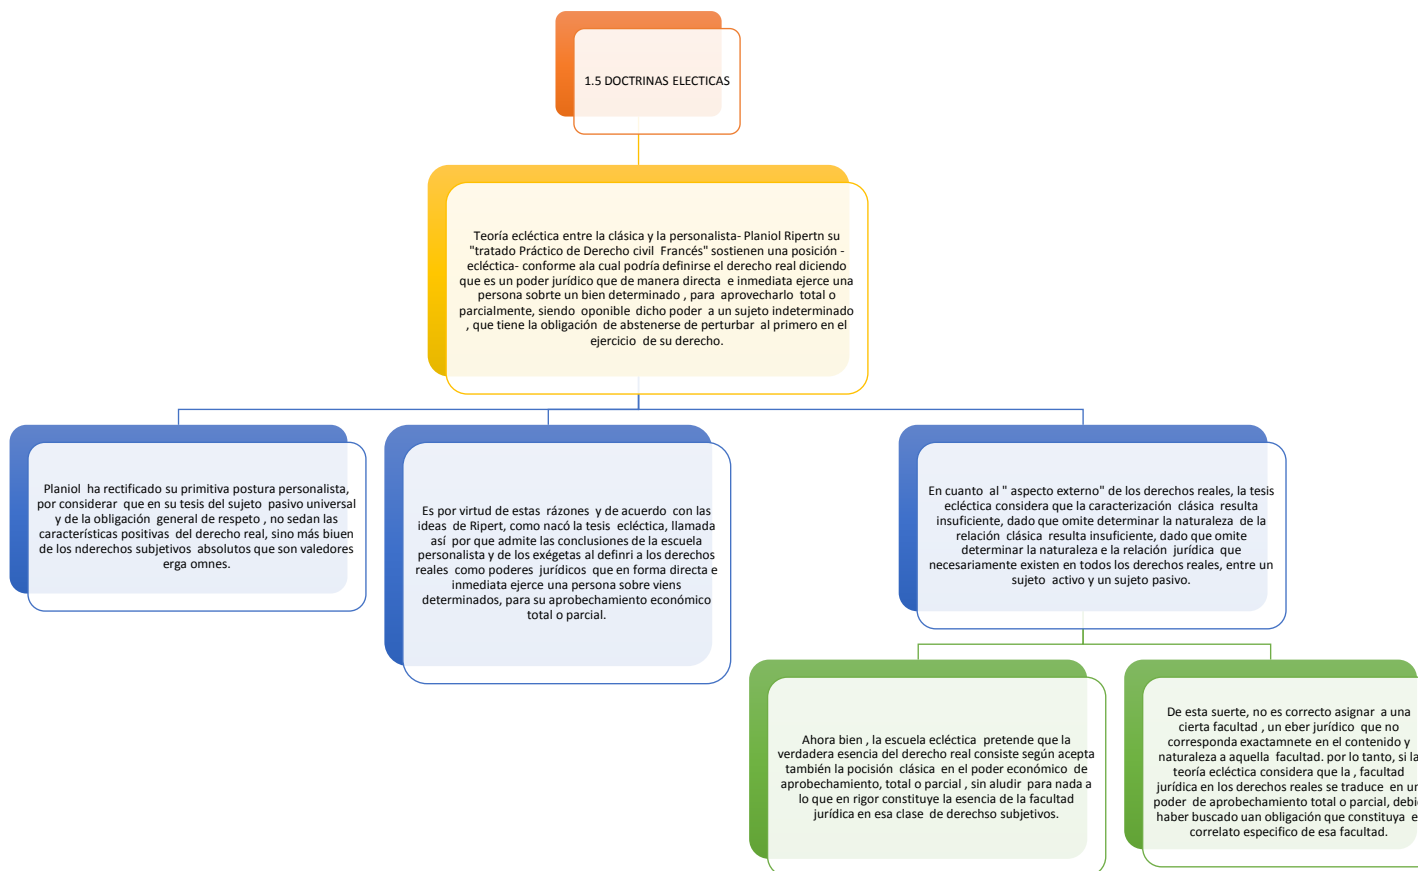 1.5 DOCTRINAS ELECTICAS
Teoría ecléctica entre la clásica y la personalista- Planiol Ripertn su
"tratado Práctico de Derecho civil Francés" sostienen una posición -
ecléctica- conforme ala cual podría definirse el derecho real diciendo
que es un poder jurídico que de manera directa e inmediata ejerce una
persona sobrte un bien determinado , para aprovecharlo total o
parcialmente, siendo oponible dicho poder a un sujeto indeterminado
, que tiene la obligación de abstenerse de perturbar al primero en el
ejercicio de su derecho.
Planiol ha rectificado su primitiva postura personalista,
por considerar que en su tesis del sujeto pasivo universal
y de la obligación general de respeto , no sedan las
características positivas del derecho real, sino más biuen
de los nderechos subjetivos absolutos que son valedores
erga omnes.
Es por virtud de estas rázones y de acuerdo con las
ideas de Ripert, como nacó la tesis ecléctica, llamada
así por que admite las conclusiones de la escuela
personalista y de los exégetas al definri a los derechos
reales como poderes jurídicos que en forma directa e
inmediata ejerce una persona sobre viens
determinados, para su aprobechamiento económico
total o parcial.
En cuanto al " aspecto externo" de los derechos reales, la tesis
ecléctica considera que la caracterización clásica resulta
insuficiente, dado que omite determinar la naturaleza de la
relación clásica resulta insuficiente, dado que omite
determinar la naturaleza e la relación jurídica que
necesariamente existen en todos los derechos reales, entre un
sujeto activo y un sujeto pasivo.
Ahora bien , la escuela ecléctica pretende que la
verdadera esencia del derecho real consiste según acepta
también la pocisión clásica en el poder económico de
aprobechamiento, total o parcial , sin aludir para nada a
lo que en rigor constituye la esencia de la facultad
jurídica en esa clase de derechso subjetivos.
De esta suerte, no es correcto asignar a una
cierta facultad , un eber jurídico que no
corresponda exactamnete en el contenido y
naturaleza a aquella facultad. por lo tanto, si la
teoría ecléctica considera que la , facultad
jurídica en los derechos reales se traduce en un
poder de aprobechamiento total o parcial,
haber buscado uan obligación que constituya
correlato especifico de esa facultad.